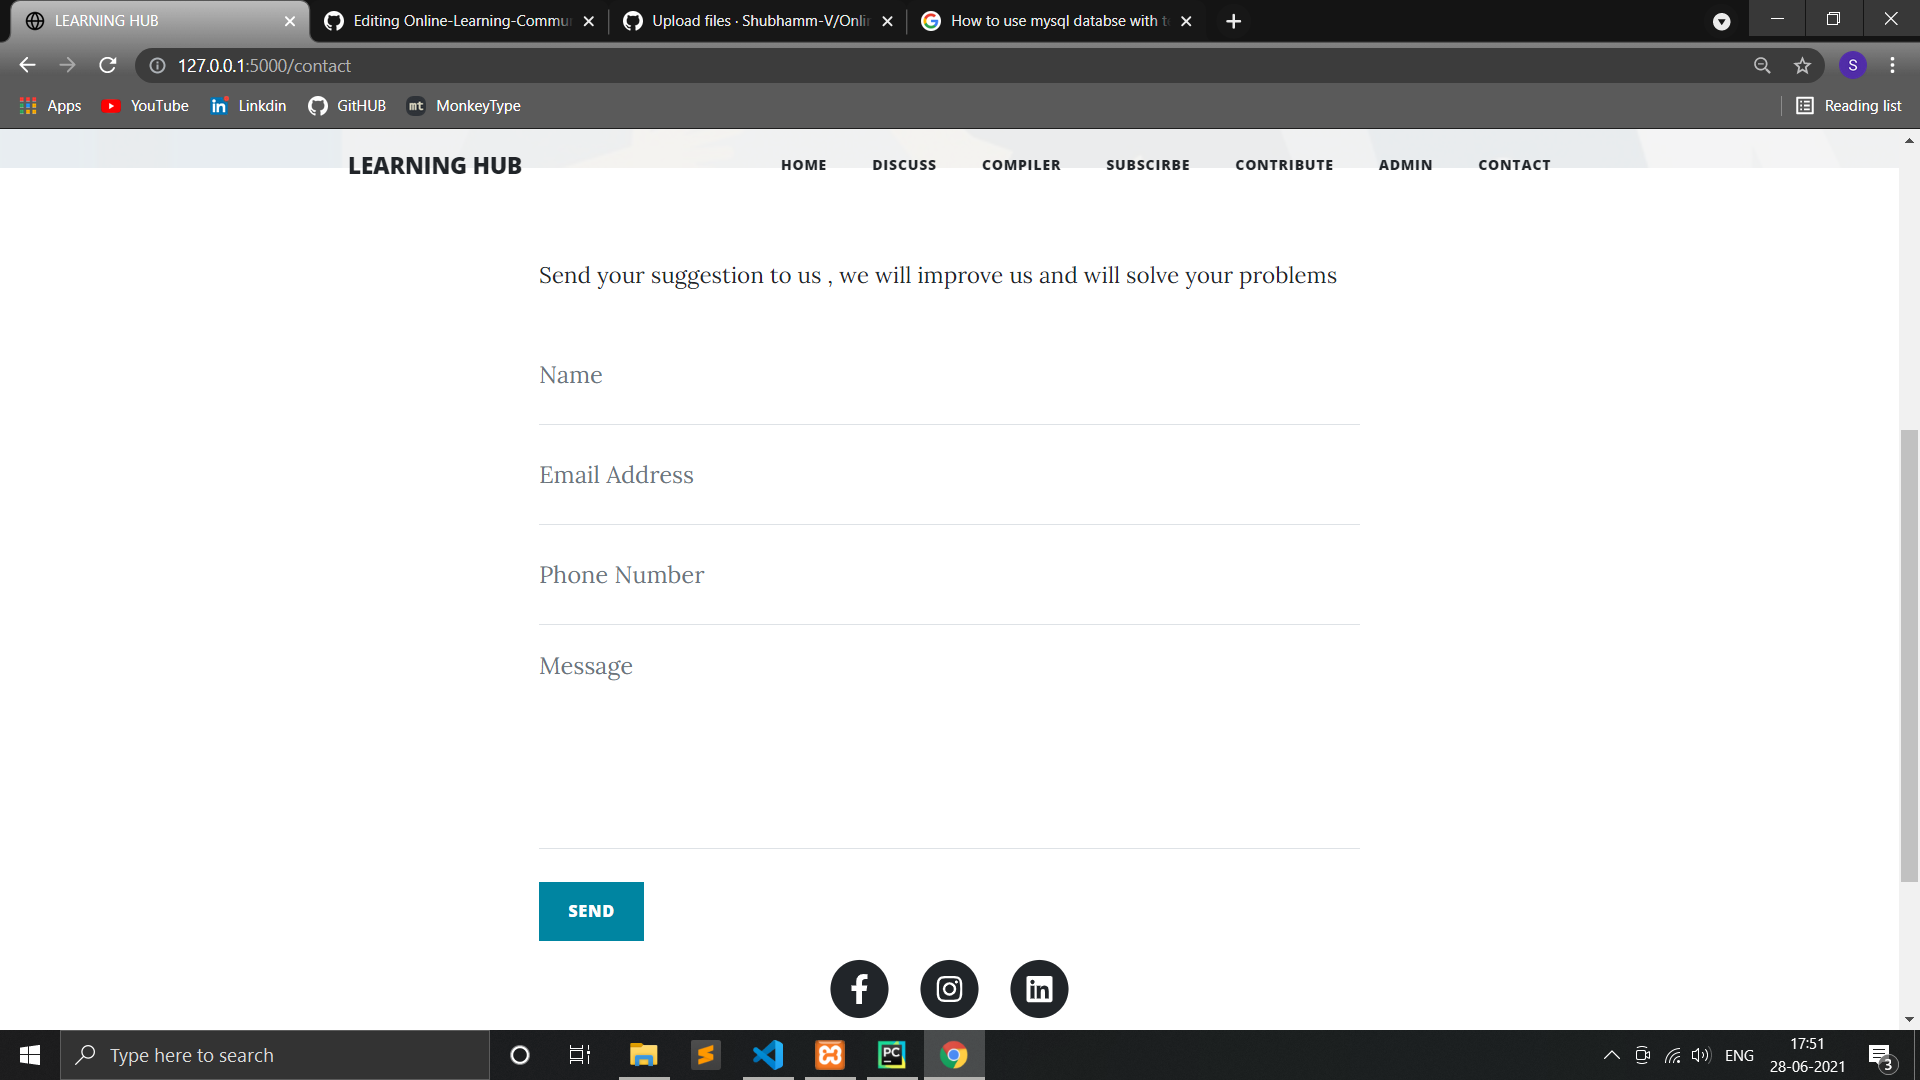 LEARNING HUB
Editing Online-Learning-Commu
Upload files · Shubhamm-V/Onli
How to use mysql databse with t
127.0.0.1:5000/contact
S
Apps
YouTube
Linkdin
GitHUB
mt MonkeyType
Reading list
LEARNING HUB
HOME
DISCUSS
COMPILER
SUBSCIRBE
CONTRIBUTE
ADMIN
CONTACT
Send your suggestion to us , we will improve us and will solve your problems
Name
Email Address
Phone Number
Message
SEND
Type here to search
PC
ENG
17:51
28-06-2021
3